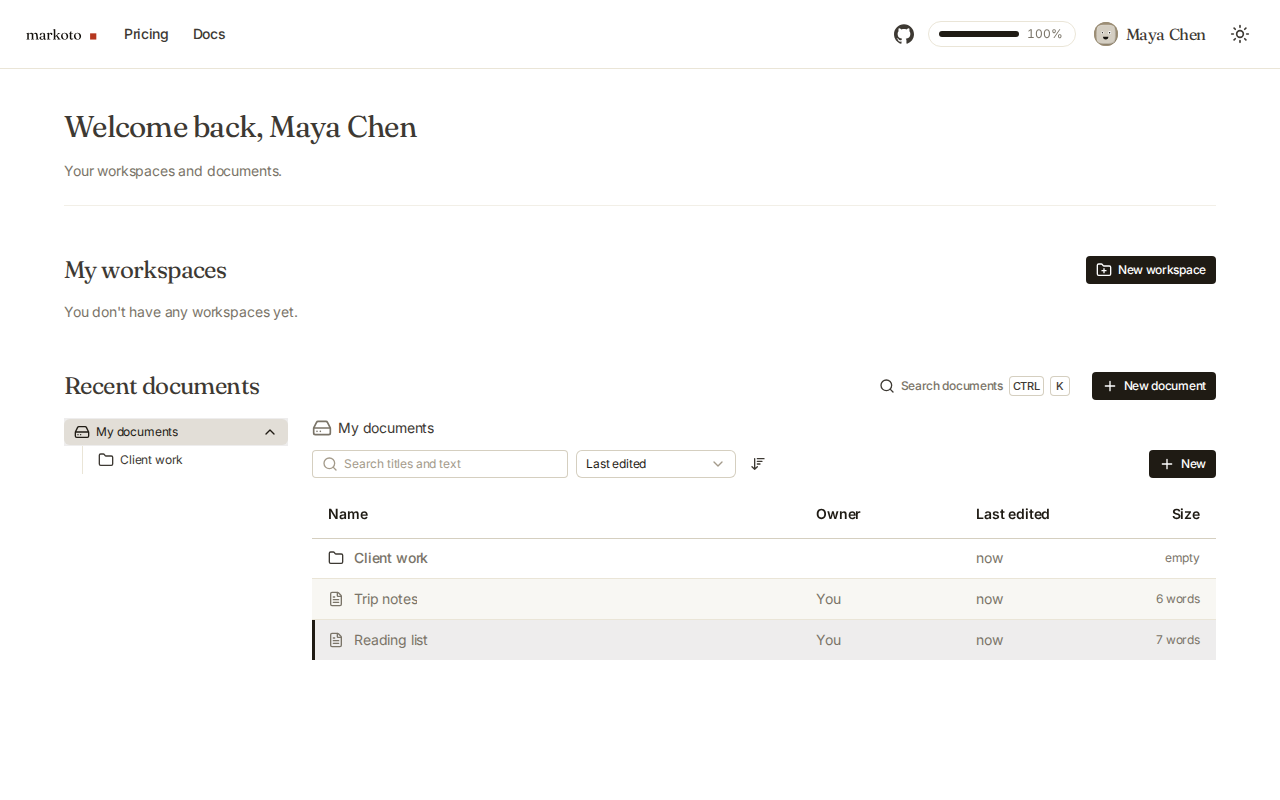 markoto
Pricing
Docs
100%
Maya Chen
Welcome back, Maya Chen
Your workspaces and documents.
My workspaces
New workspace
You don't have any workspaces yet.
Recent documents
Search documents
CTRL
K
New document
My documents
Client work
My documents
Search titles and text
Last edited
New
Name
Owner
Last edited
Size
Client work
now
empty
Trip notes
You
now
6 words
Reading list
You
now
7 words